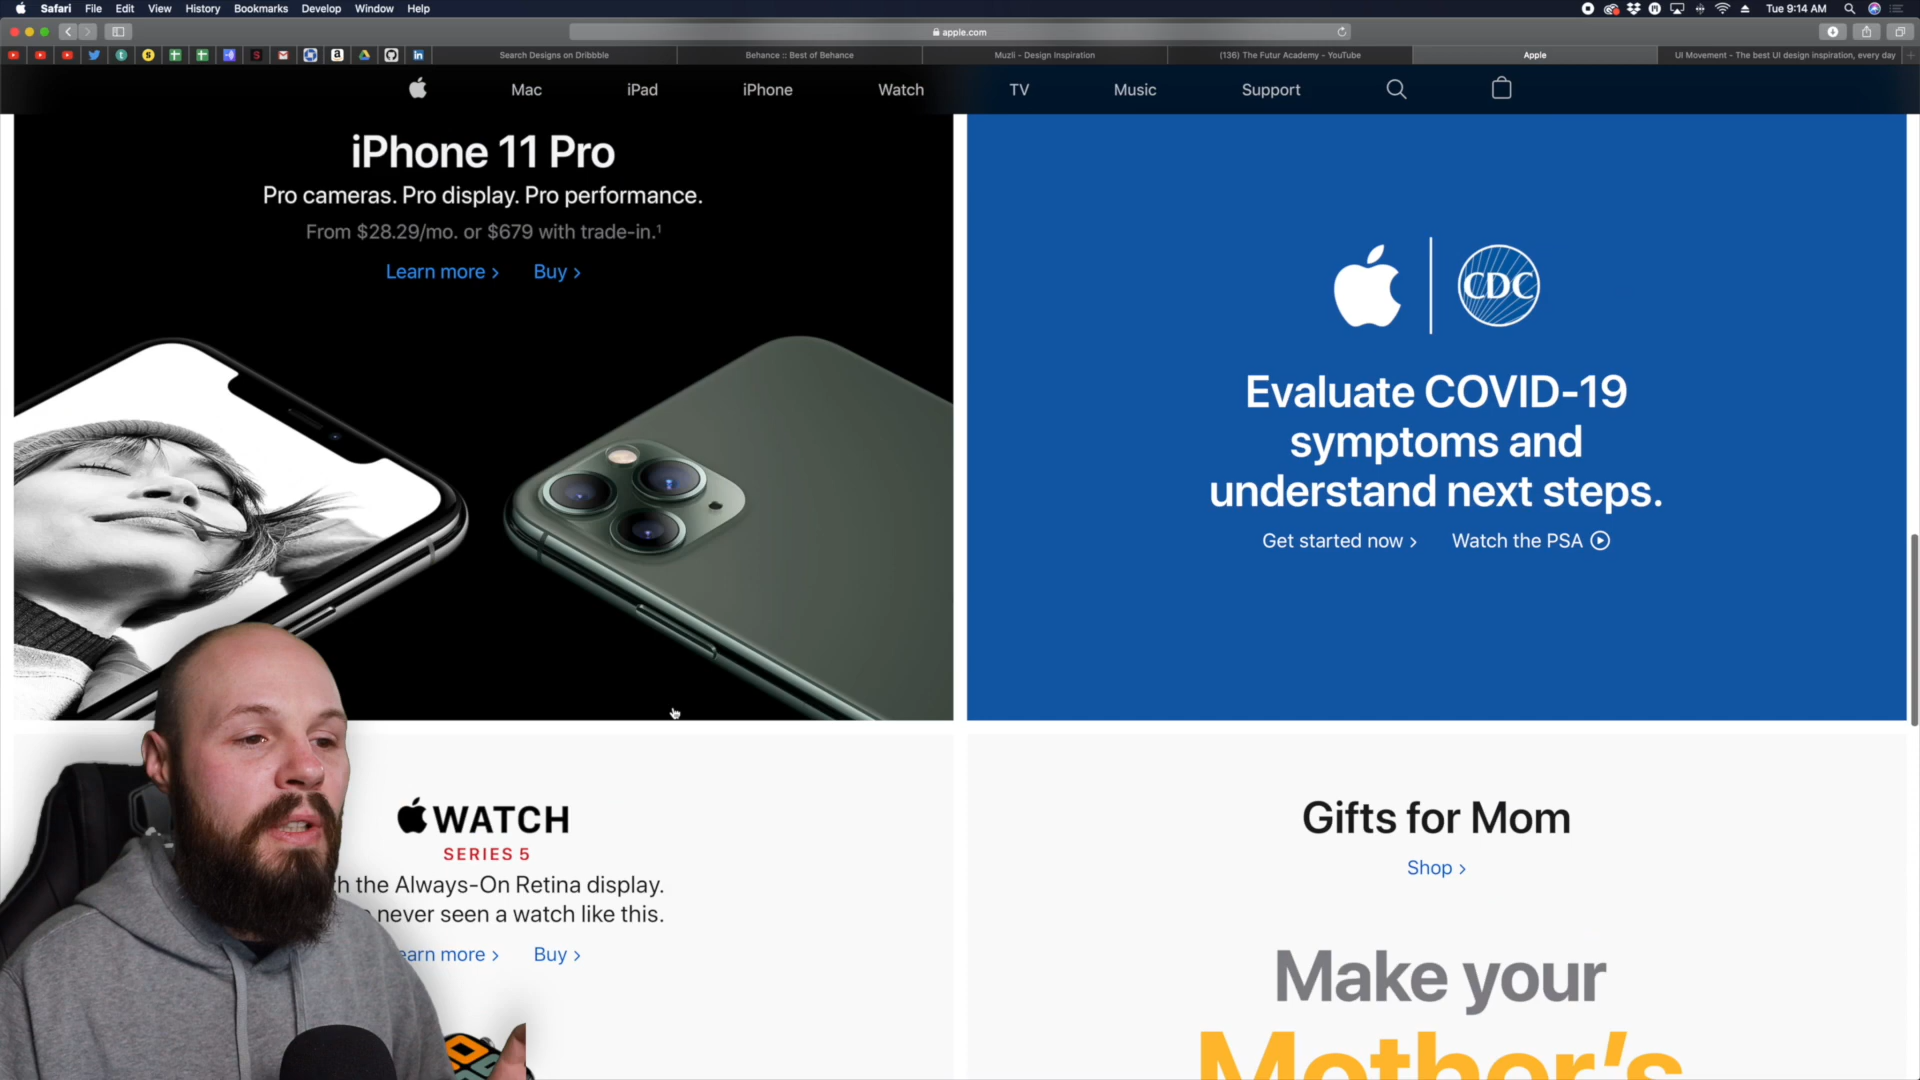 Safari File Edit View History Bookmarks Develop Window Help
Tue 9:14 AM
apple.com
Search Designs on Dribbble
Behance :: Best of Behance
Muzli - Design Inspiration
(136) The Futur Academy - YouTube
Apple
UI Movement - The best UI design inspiration, every day
Mac iPad iPhone Watch TV Music Support
iPhone 11 Pro
Pro cameras. Pro display. Pro performance.
From $28.29/mo. or $679 with trade-in.¹
Learn more > Buy >
CDC
Evaluate COVID-19
symptoms and
understand next steps.
Get started now > Watch the PSA
WATCH
SERIES 5
the Always-On Retina display.
never seen a watch like this.
earn more > Buy >
Gifts for Mom
Shop >
Make your
Mother's